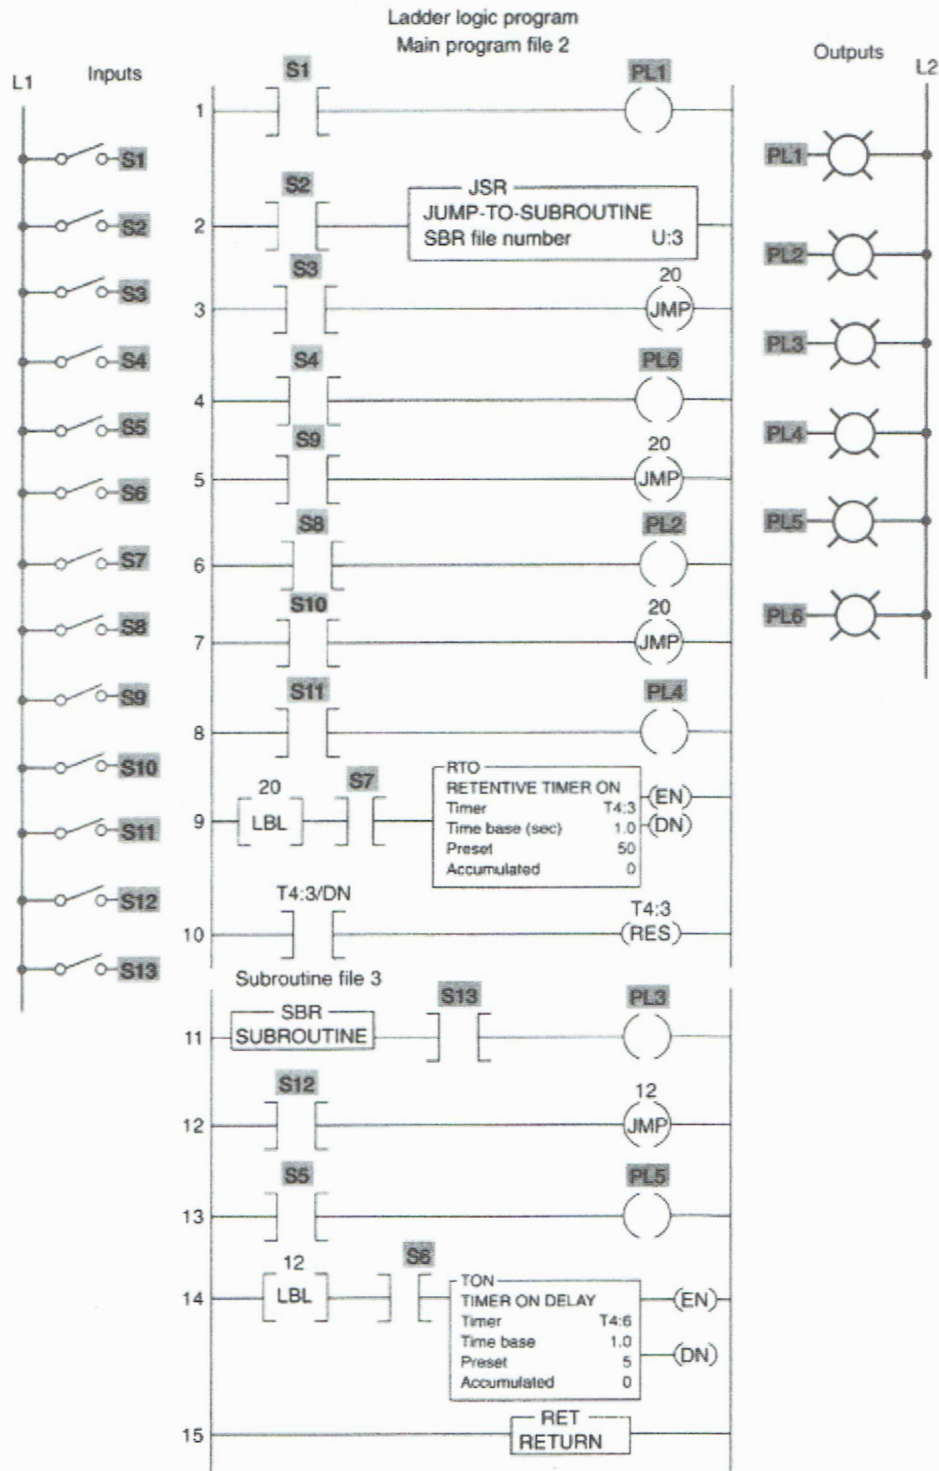 Ladder logic program
Main program file 2
L1
Inputs
Outputs
L2
S1
S2
S3
S4
S5
S6
S7
S8
S9
S10
S11
S12
S13
S1
PL1
1
S2
JSR
JUMP-TO-SUBROUTINE
SBR file number U:3
2
S3
20
3
JMP
S4
PL6
4
S9
20
5
JMP
S8
PL2
6
S10
20
7
JMP
S11
PL4
8
20
S7
RTO
RETENTIVE TIMER ON
Timer T4:3
Time base (sec) 1.0
Preset 50
Accumulated 0
(EN)
(DN)
9
LBL
T4:3/DN
T4:3
10
(RES)
Subroutine file 3
SBR
SUBROUTINE
S13
PL3
11
S12
12
12
JMP
S5
PL5
13
12
S6
14
LBL
TON
TIMER ON DELAY
Timer T4:6
Time base 1.0
Preset 5
Accumulated 0
(EN)
(DN)
RET
RETURN
15
PL1
PL2
PL3
PL4
PL5
PL6